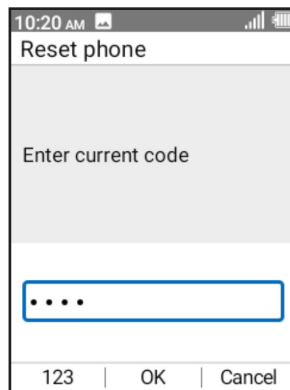 10:20 AM
Reset phone
Enter current code
••••
123 | OK | Cancel